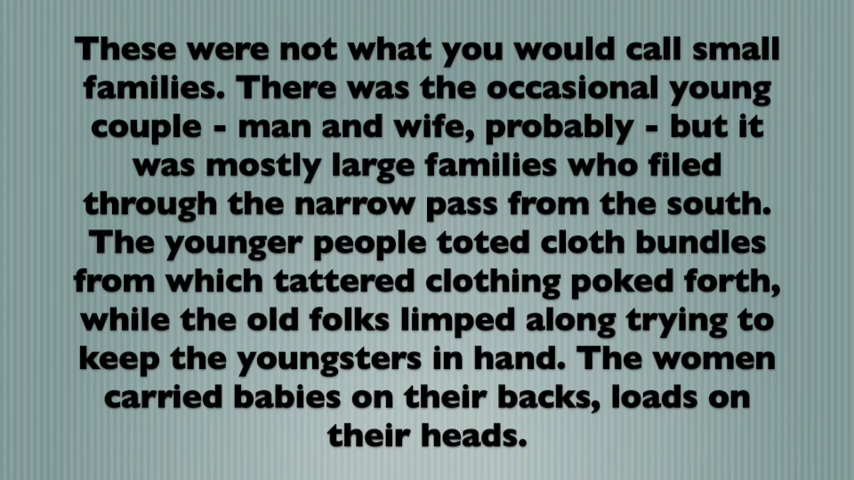 These were not what you would call small
families. There was the occasional young
couple - man and wife, probably - but it
was mostly large families who filed
through the narrow pass from the south.
The younger people toted cloth bundles
from which tattered clothing poked forth,
while the old folks limped along trying to
keep the youngsters in hand. The women
carried babies on their backs, loads on
their heads.